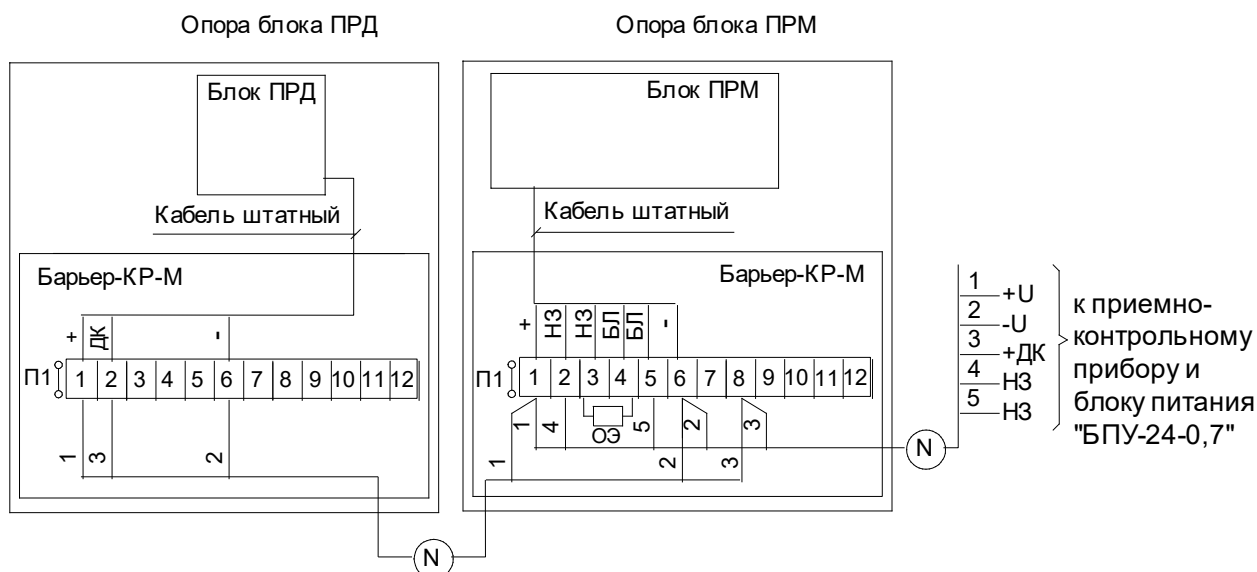 Опора блока ПРД
Опора блока ПРМ
Блок ПРД
Блок ПРМ
Кабель штатный
Кабель штатный
Барьер-КР-М
Барьер-КР-М
+ ДК -
+ НЗ НЗ БЛ БЛ -
П1 1 2 3 4 5 6 7 8 9 10 11 12
П1 1 2 3 4 5 6 7 8 9 10 11 12
1 3 2
1 4 ОЭ 5 2 3
1 2 3
N
N
1 +U
2 -U
3 +ДК
4 НЗ
5 НЗ
к приемно-
контрольному
прибору и
блоку питания
"БПУ-24-0,7"